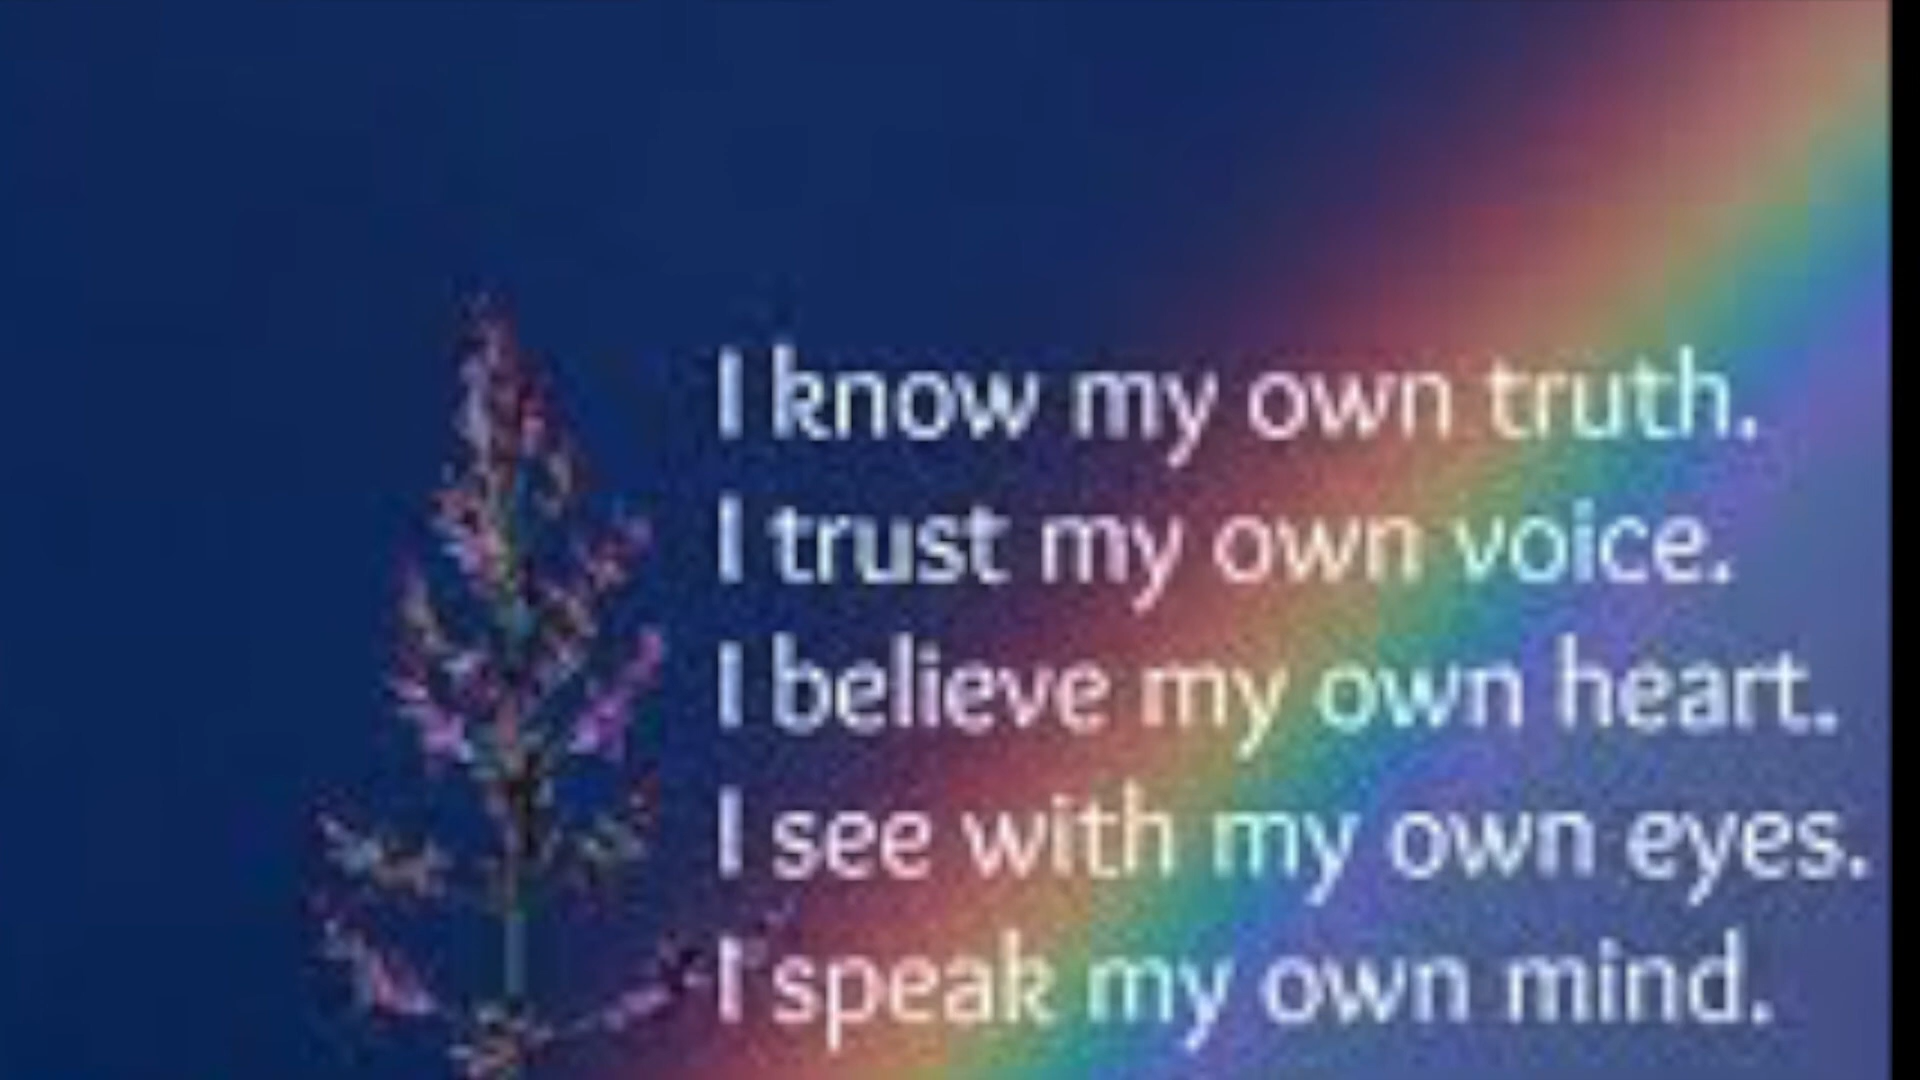 I know my own truth.
I trust my own voice.
I believe my own heart.
I see with my own eyes.
I speak my own mind.